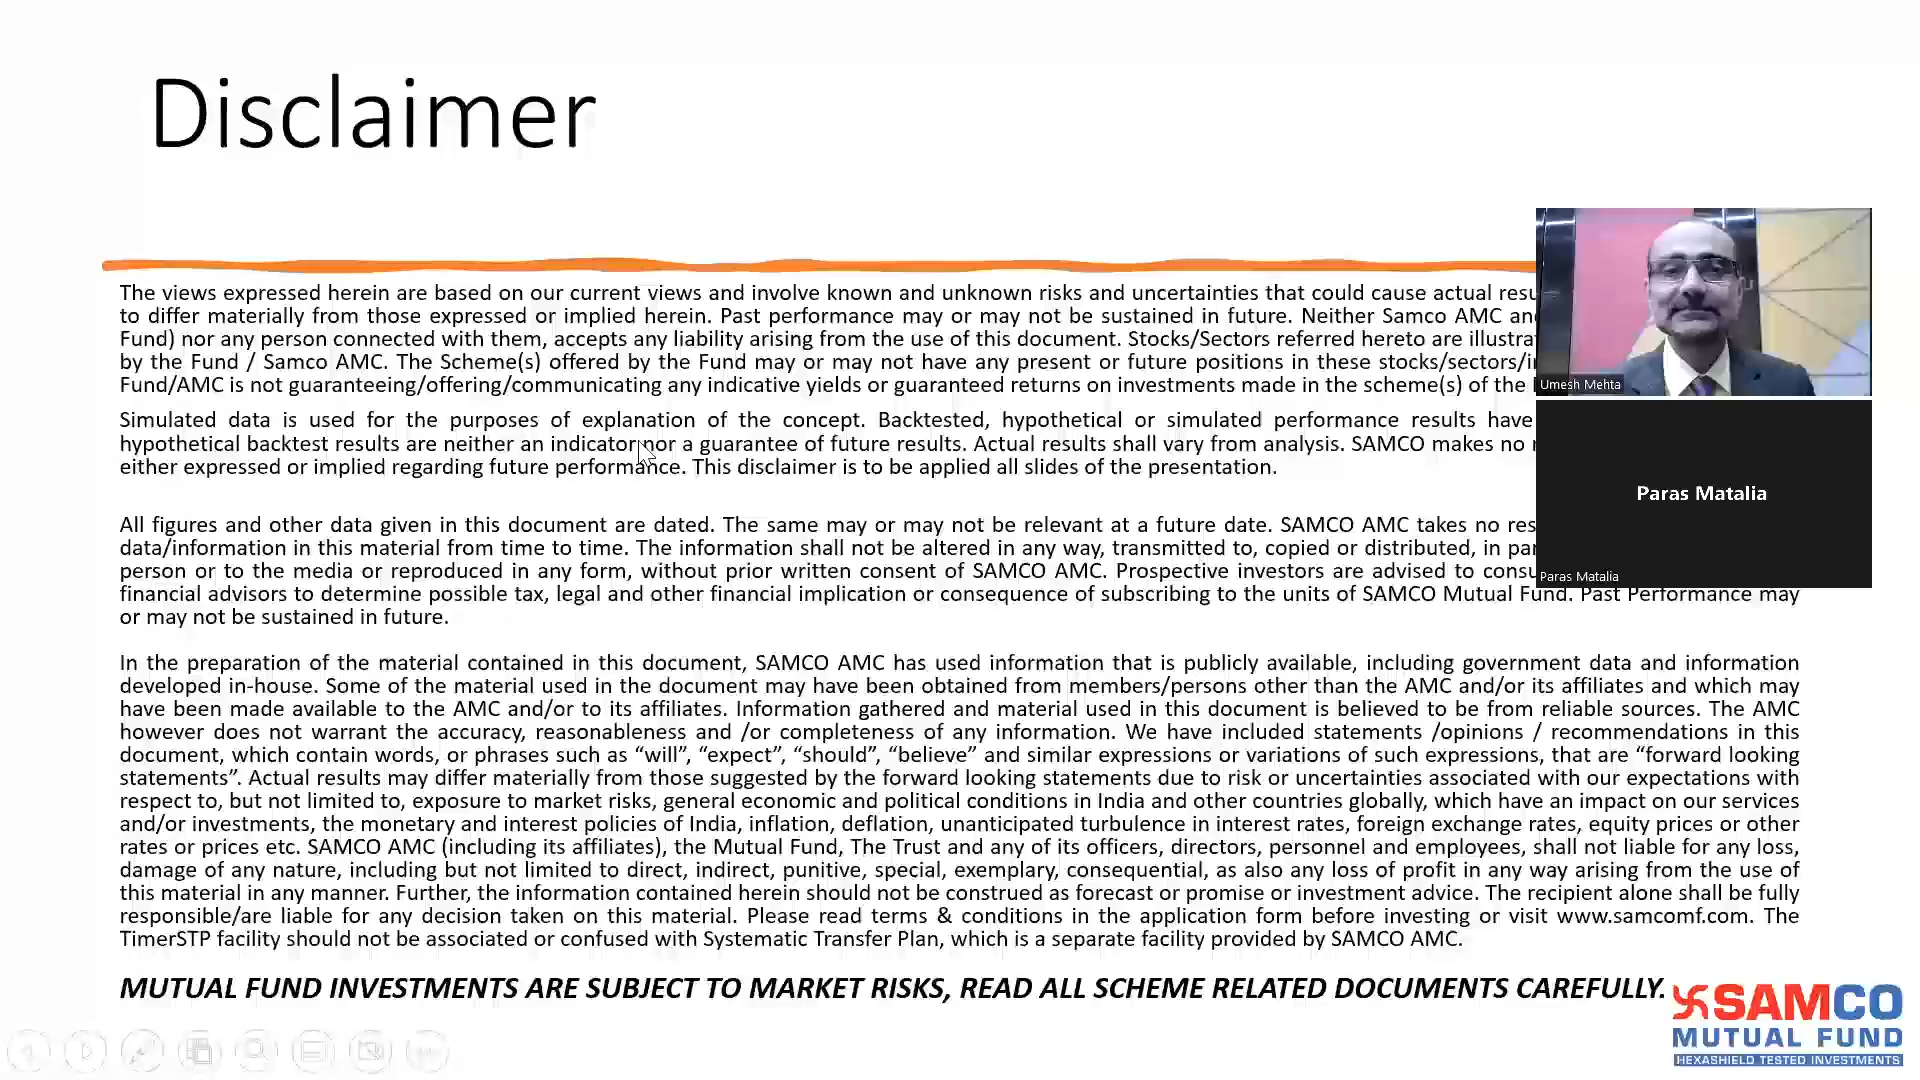 Disclaimer
The views expressed herein are based on our current views and involve known and unknown risks and uncertainties that could cause actual
to differ materially from those expressed or implied herein. Past performance may or may not be sustained in future. Neither Samco AMC
Fund) nor any person connected with them, accepts any liability arising from the use of this document. Stocks/Sectors referred hereto are
by the Fund / Samco AMC. The Scheme(s) offered by the Fund may or may not have any present or future positions in these
Fund/AMC is not guaranteeing/offering/communicating any indicative yields or guaranteed returns on investments made in the scheme(s) of the
Simulated data is used for the purposes of explanation of the concept. Backtested, hypothetical or simulated performance results have
hypothetical backtest results are neither an indicator nor a guarantee of future results. Actual results shall vary from analysis. SAMCO makes no
either expressed or implied regarding future performance. This disclaimer is to be applied all slides of the presentation.
All figures and other data given in this document are dated. The same may or may not be relevant at a future date. SAMCO AMC takes no
data/information in this material from time to time. The information shall not be altered in any way, transmitted to, copied or distributed, in
person or to the media or reproduced in any form, without prior written consent of SAMCO AMC. Prospective investors are advised to
financial advisors to determine possible tax, legal and other financial implication or consequence of subscribing to the units of SAMCO Mutual Fund. Past Performance may
or may not be sustained in future.
In the preparation of the material contained in this document, SAMCO AMC has used information that is publicly available, including government data and information
developed in-house. Some of the material used in the document may have been obtained from members/persons other than the AMC and/or its affiliates and which may
have been made available to the AMC and/or to its affiliates. Information gathered and material used in this document is believed to be from reliable sources. The AMC
however does not warrant the accuracy, reasonableness and /or completeness of any information. We have included statements /opinions / recommendations in this
document, which contain words, or phrases such as “will”, “expect”, “should”, “believe” and similar expressions or variations of such expressions, that are “forward looking
statements”. Actual results may differ materially from those suggested by the forward looking statements due to risk or uncertainties associated with our expectations with
respect to, but not limited to, exposure to market risks, general economic and political conditions in India and other countries globally, which have an impact on our services
and/or investments, the monetary and interest policies of India, inflation, deflation, unanticipated turbulence in interest rates, foreign exchange rates, equity prices or other
rates or prices etc. SAMCO AMC (including its affiliates), the Mutual Fund, The Trust and any of its officers, directors, personnel and employees, shall not liable for any loss,
damage of any nature, including but not limited to direct, indirect, punitive, special, exemplary, consequential, as also any loss of profit in any way arising from the use of
this material in any manner. Further, the information contained herein should not be construed as forecast or promise or investment advice. The recipient alone shall be fully
responsible/are liable for any decision taken on this material. Please read terms & conditions in the application form before investing or visit www.samcomf.com. The
TimerSTP facility should not be associated or confused with Systematic Transfer Plan, which is a separate facility provided by SAMCO AMC.
MUTUAL FUND INVESTMENTS ARE SUBJECT TO MARKET RISKS, READ ALL SCHEME RELATED DOCUMENTS CAREFULLY.
Umesh Mehta
Paras Matalia
Paras Matalia
SAMCO
MUTUAL FUND
HEXASHIELD TESTED INVESTMENTS